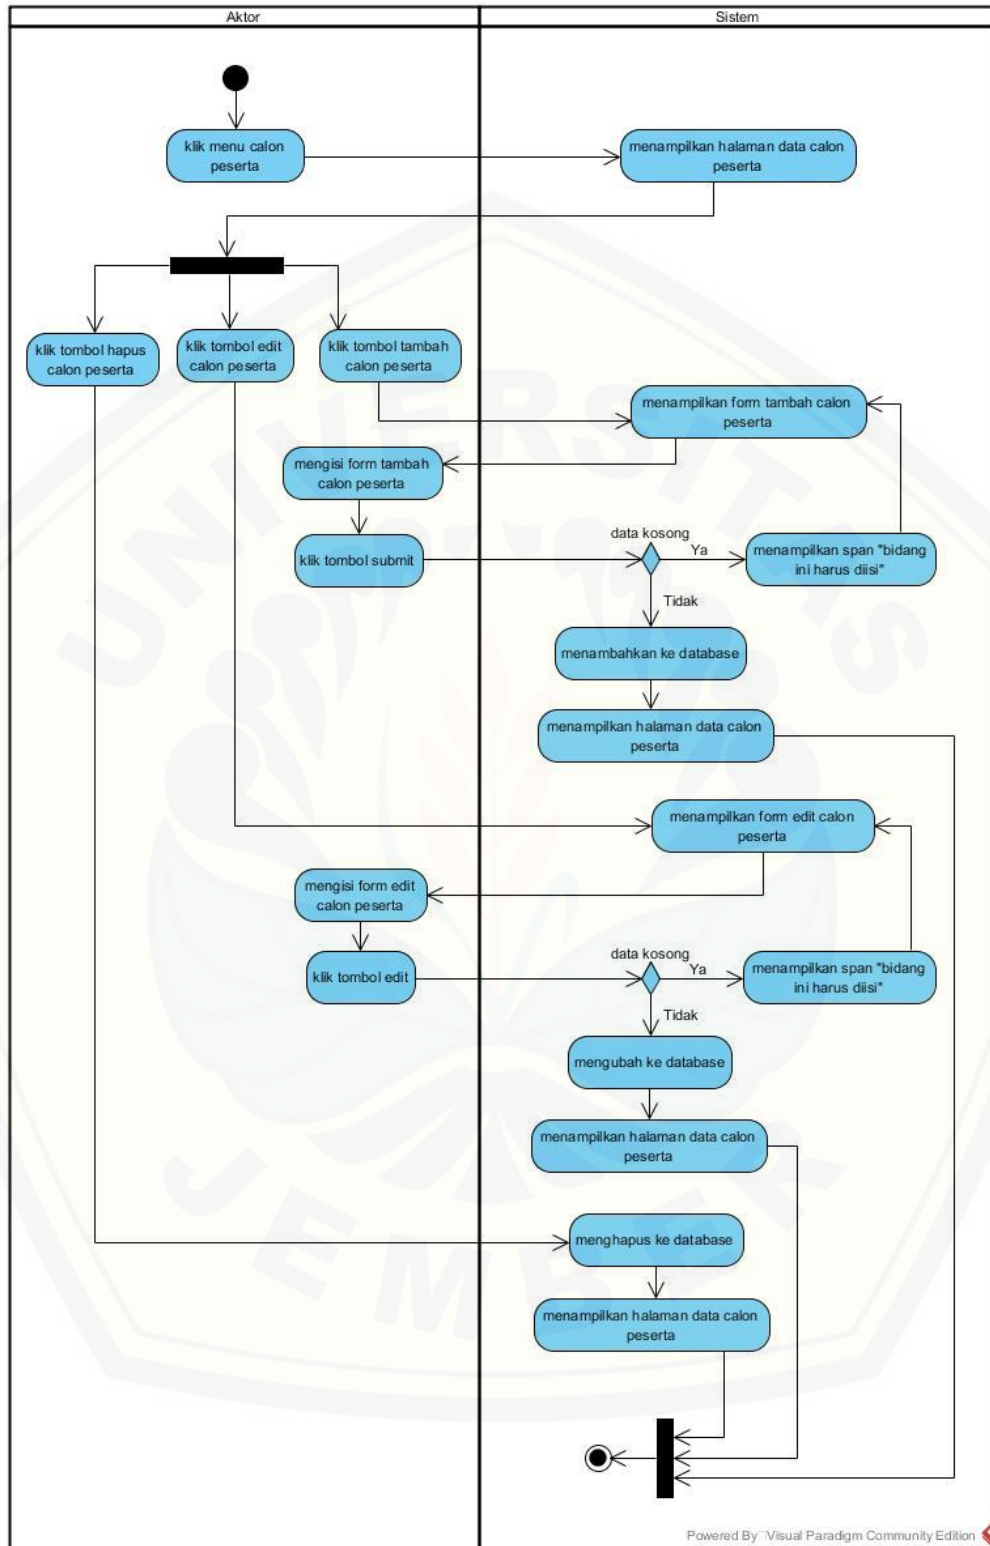 Aktor
Sistem
klik menu calon
peserta
menampilkan halaman data calon
peserta
klik tombol hapus
calon peserta
klik tombol edit
calon peserta
klik tombol tambah
calon peserta
menampilkan form tambah calon
peserta
mengisi form tambah
calon peserta
klik tombol submit
data kosong
Ya
menampilkan span "bidang
ini harus diisi"
Tidak
menambahkan ke database
menampilkan halaman data calon
peserta
menampilkan form edit calon
peserta
mengisi form edit
calon peserta
klik tombol edit
data kosong
Ya
menampilkan span "bidang
ini harus diisi"
Tidak
mengubah ke database
menampilkan halaman data calon
peserta
menghapus ke database
menampilkan halaman data calon
peserta
UNIVERSITAS
JEMBER
Powered By Visual Paradigm Community Edition